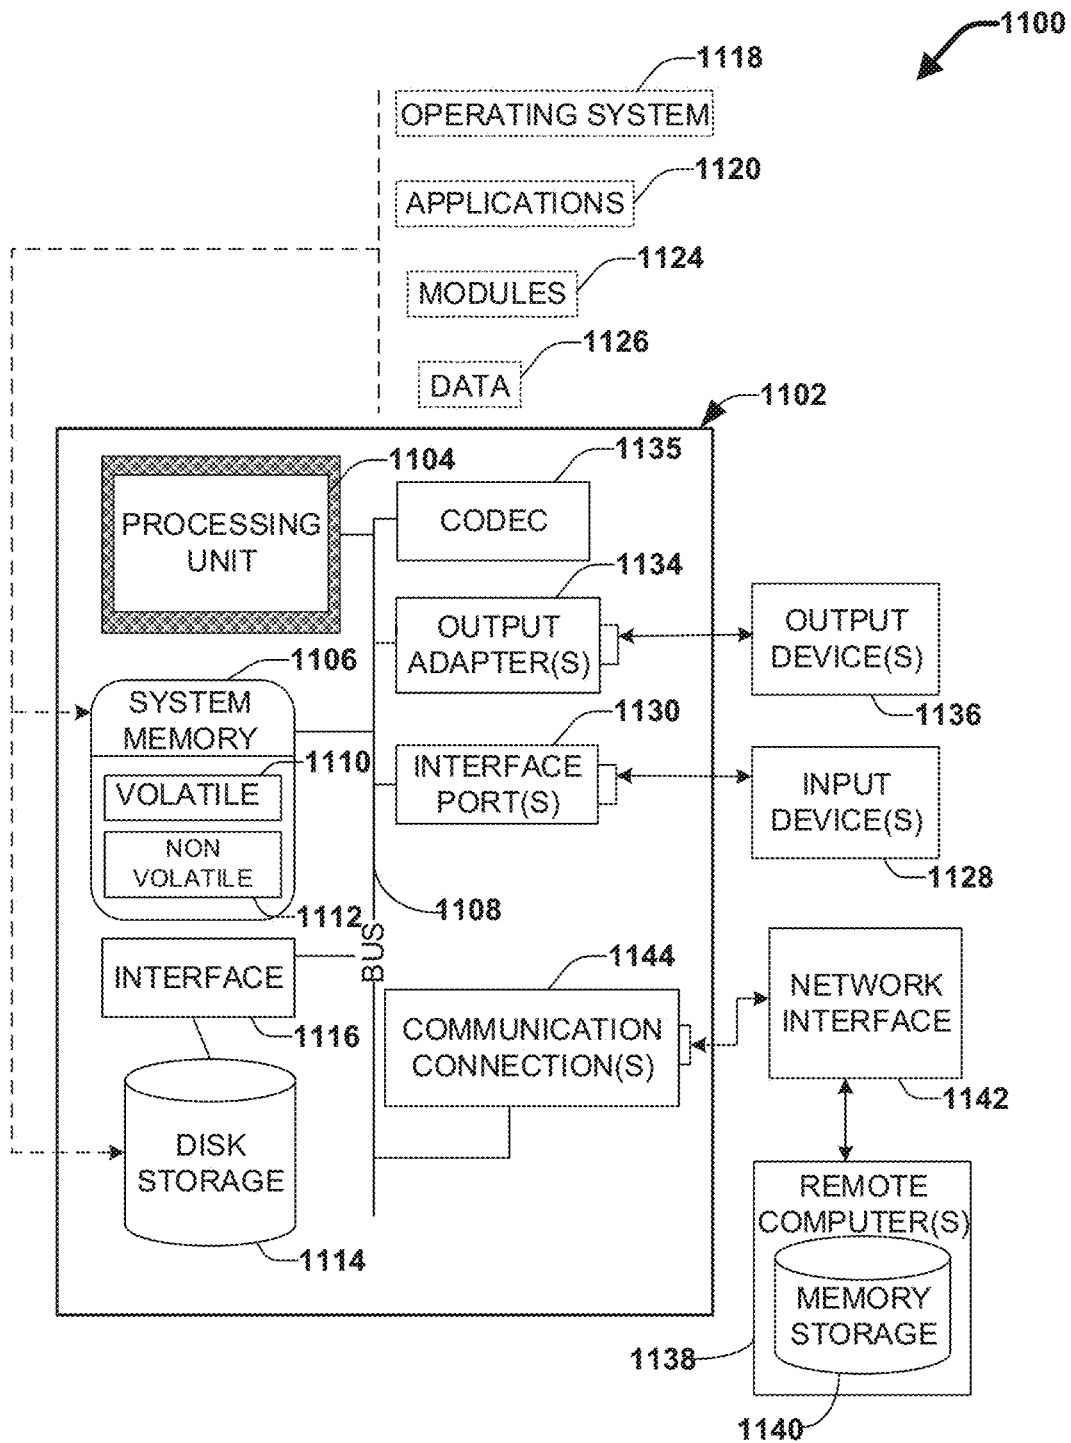 1100
1118
OPERATING SYSTEM
1120
APPLICATIONS
1124
MODULES
1126
DATA
1102
1104
PROCESSING
UNIT
1135
CODEC
1134
OUTPUT
ADAPTER(S)
OUTPUT
DEVICE(S)
1136
1106
SYSTEM
MEMORY
1110
VOLATILE
NON
VOLATILE
1112
1130
INTERFACE
PORT(S)
INPUT
DEVICE(S)
1128
1108
BUS
INTERFACE
1116
1144
COMMUNICATION
CONNECTION(S)
NETWORK
INTERFACE
1142
DISK
STORAGE
1114
REMOTE
COMPUTER(S)
MEMORY
STORAGE
1138
1140